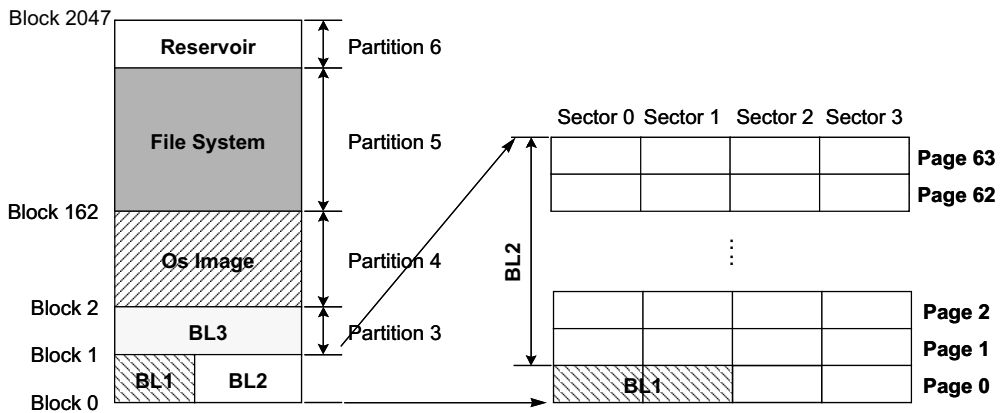 Block 2047
Reservoir
Partition 6
File System
Partition 5
Block 162
Os Image
Partition 4
Block 2
BL3
Partition 3
Block 1
BL1
BL2
Block 0
Sector 0 Sector 1 Sector 2 Sector 3
Page 63
Page 62
BL2
⋮
Page 2
Page 1
BL1
Page 0